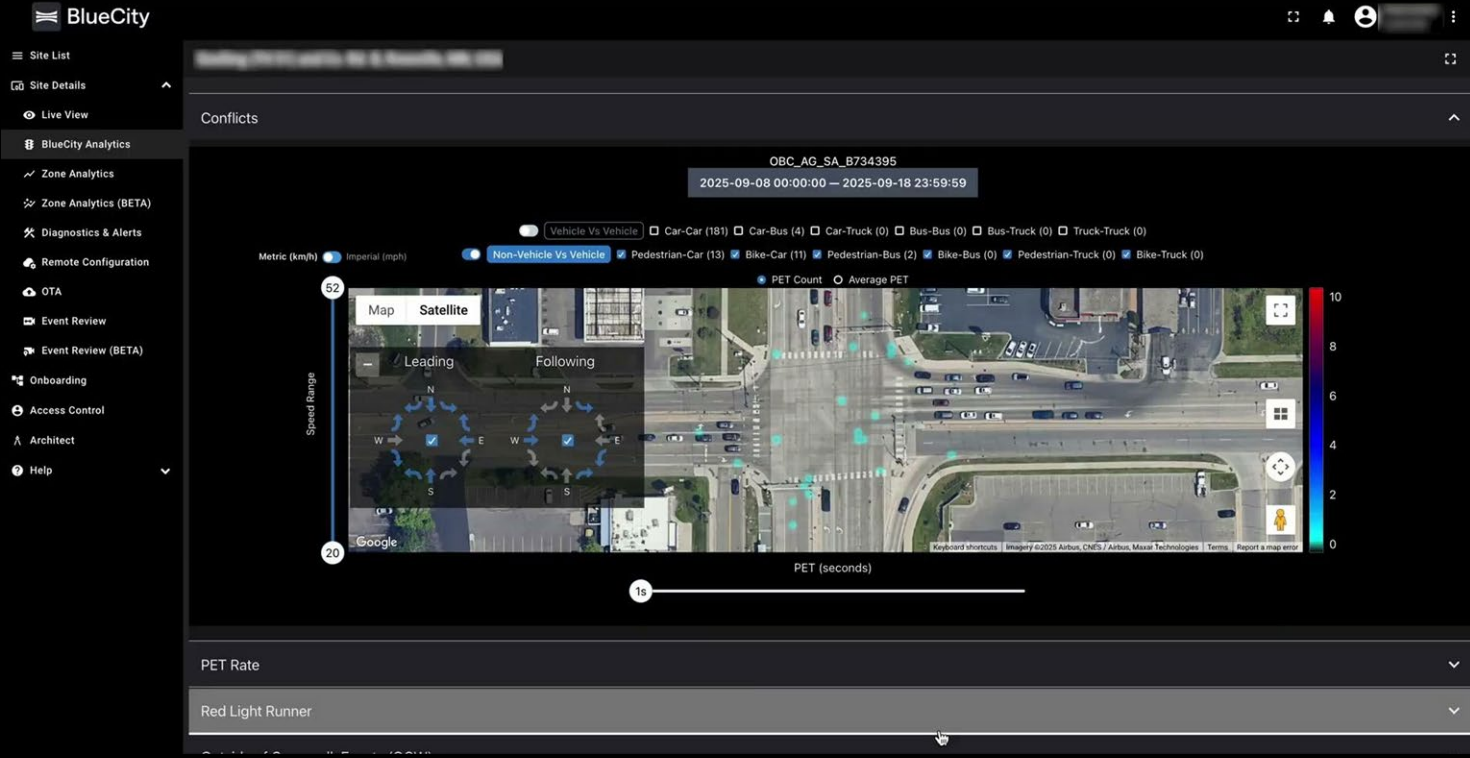 BlueCity
Site List
Site Details
Live View
BlueCity Analytics
Zone Analytics
Zone Analytics (BETA)
Diagnostics & Alerts
Remote Configuration
OTA
Event Review
Event Review (BETA)
Onboarding
Access Control
Architect
Help
Conflicts
OBC_AG_SA_B734395
2025-09-08 00:00:00 — 2025-09-18 23:59:59
Vehicle Vs Vehicle Car-Car (181) Car-Bus (4) Car-Truck (0) Bus-Bus (0) Bus-Truck (0) Truck-Truck (0)
Metric (km/h) Imperial (mph) Non-Vehicle Vs Vehicle Pedestrian-Car (13) Bike-Car (11) Pedestrian-Bus (2) Bike-Bus (0) Pedestrian-Truck (0) Bike-Truck (0)
PET Count Average PET
52
Speed Range
20
Map Satellite
Leading Following
N N
W E W E
S S
Google
Keyboard shortcuts Imagery ©2025 Airbus, CNES / Airbus, Maxar Technologies Terms Report a map error
10
8
6
4
2
0
PET (seconds)
1s
PET Rate
Red Light Runner